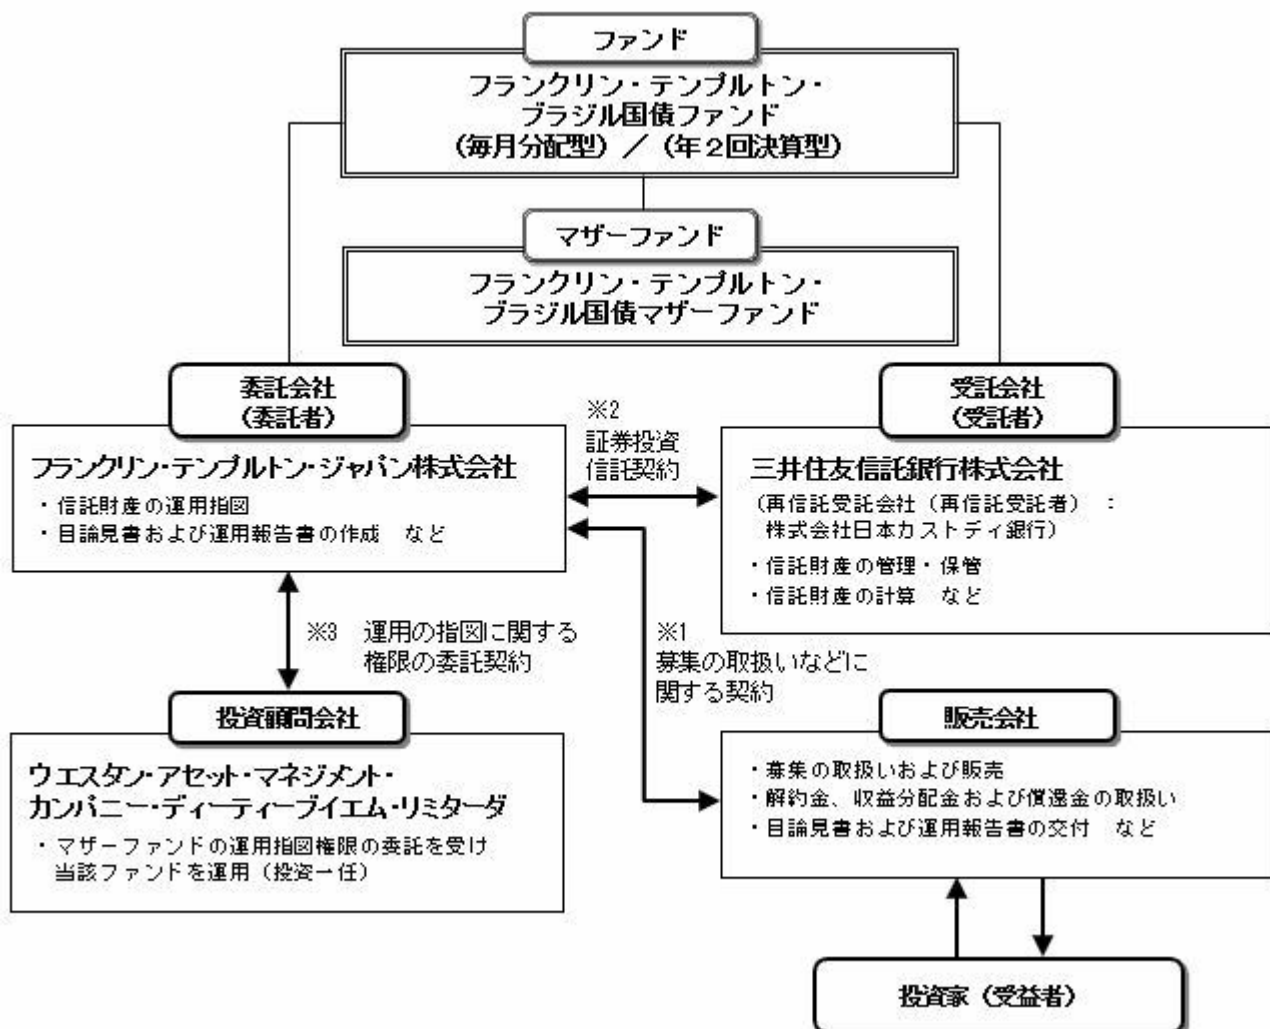 ファンド
フランクリン・テンプルトン・
ブラジル国債ファンド
(毎月分配型)/(年2回決算型)
マザーファンド
フランクリン・テンプルトン・
ブラジル国債マザーファンド
委託会社
(委託者)
フランクリン・テンプルトン・ジャパン株式会社
・信託財産の運用指図
・目論見書および運用報告書の作成 など
※2
証券投資
信託契約
受託会社
(受託者)
三井住友信託銀行株式会社
(再信託受託会社(再信託受託者) :
株式会社日本カストディ銀行)
・信託財産の管理・保管
・信託財産の計算 など
※3 運用の指図に関する
権限の委託契約
※1
募集の取扱いなどに
関する契約
投資顧問会社
ウエスタン・アセット・マネジメント・
カンパニー・ディーティーブイエム・リミターダ
・マザーファンドの運用指図権限の委託を受け
当該ファンドを運用(投資一任)
販売会社
・募集の取扱いおよび販売
・解約金、収益分配金および償還金の取扱い
・目論見書および運用報告書の交付 など
投資家(受益者)